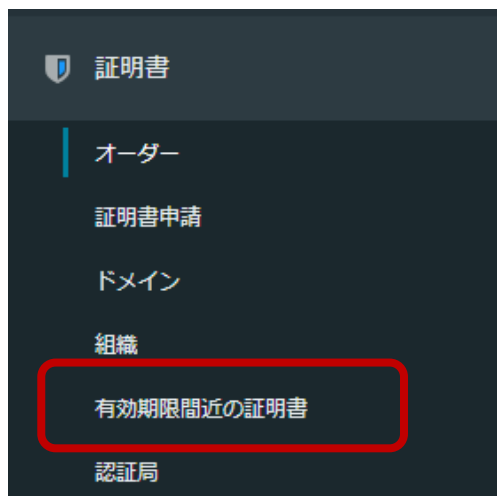 証明書
オーダー
証明書申請
ドメイン
組織
有効期限間近の証明書
認証局